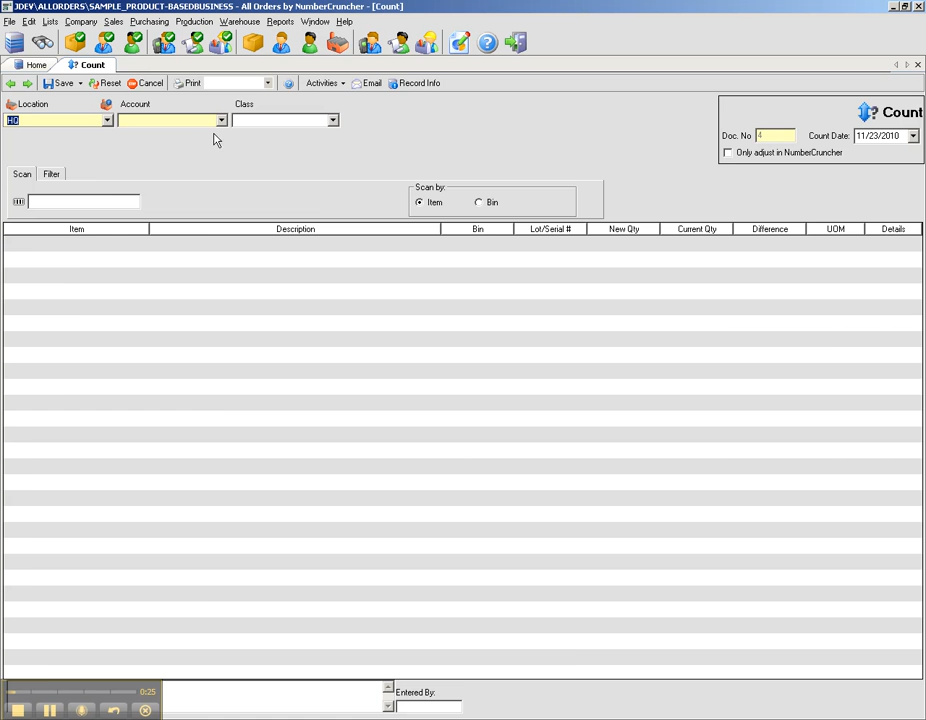 JDEV\ALLORDERS\SAMPLE_PRODUCT-BASEDBUSINESS - All Orders by NumberCruncher - [Count]
File Edit Lists Company Sales Purchasing Production Warehouse Reports Window Help
Home Count
Save Reset Cancel Print Activities Email Record Info
Location Account Class
HQ
Count
Doc. No 4 Count Date: 11/23/2010
Only adjust in NumberCruncher
Scan Filter
Scan by:
Item Bin
Item Description Bin Lot/Serial # New Qty Current Qty Difference UOM Details
0:25
Entered By: